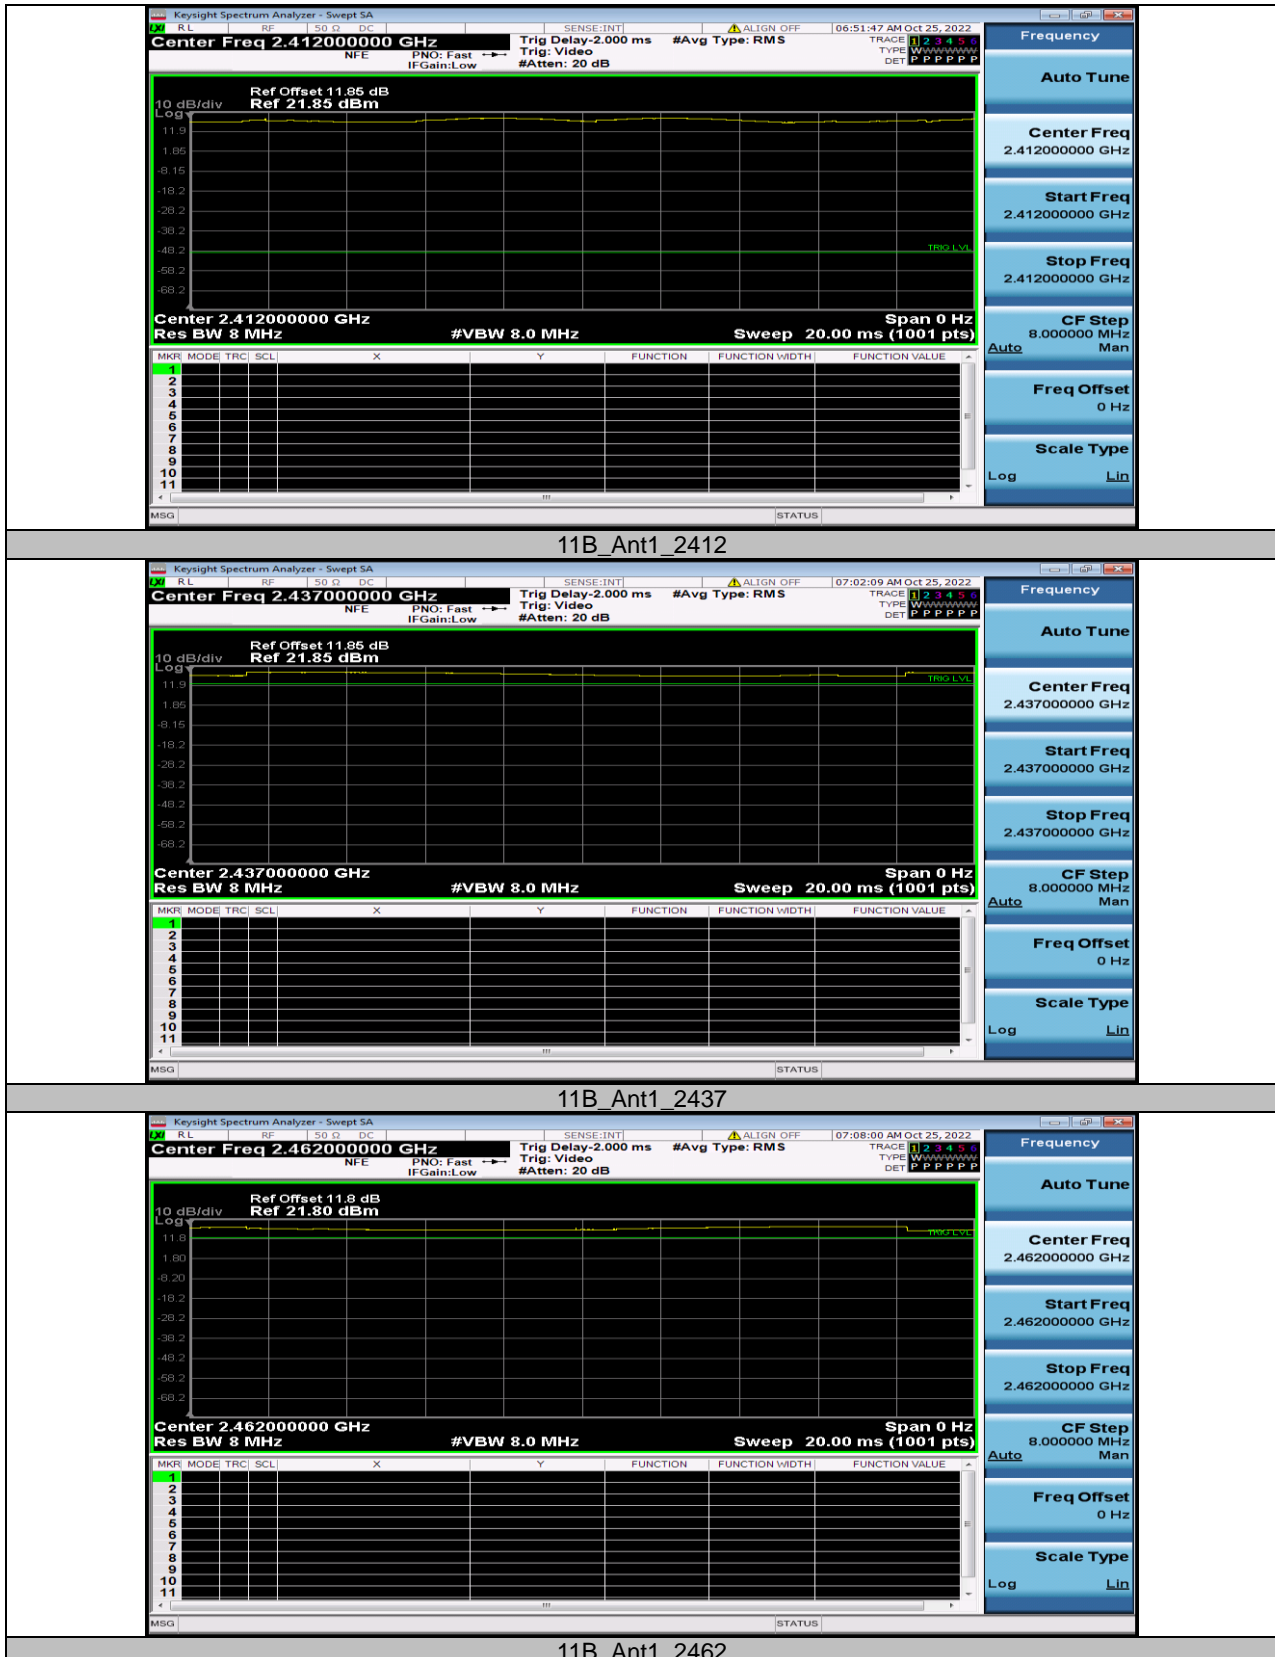 Keysight Spectrum Analyzer - Swept SA
LXI RL RF 50 Ω DC SENSE:INT ALIGN OFF 06:51:47 AM Oct 25, 2022
Center Freq 2.412000000 GHz Trig Delay-2.000 ms #Avg Type: RMS TRACE 1 2 3 4 5 6
NFE PNO: Fast Trig: Video TYPE WWWWWW
IFGain:Low #Atten: 20 dB DET P P P P P P
Ref Offset 11.85 dB
10 dB/div Ref 21.85 dBm
Log
11.9
1.85
-8.15
-18.2
-28.2
-38.2
-48.2 TRIG LVL
-58.2
-68.2
Center 2.412000000 GHz Span 0 Hz
Res BW 8 MHz #VBW 8.0 MHz Sweep 20.00 ms (1001 pts)
MKR MODE TRC SCL X Y FUNCTION FUNCTION WIDTH FUNCTION VALUE
1
2
3
4
5
6
7
8
9
10
11
MSG STATUS
Frequency
Auto Tune
Center Freq
2.412000000 GHz
Start Freq
2.412000000 GHz
Stop Freq
2.412000000 GHz
CF Step
8.000000 MHz
Auto Man
Freq Offset
0 Hz
Scale Type
Log Lin
11B_Ant1_2412
Keysight Spectrum Analyzer - Swept SA
LXI RL RF 50 Ω DC SENSE:INT ALIGN OFF 07:02:09 AM Oct 25, 2022
Center Freq 2.437000000 GHz Trig Delay-2.000 ms #Avg Type: RMS TRACE 1 2 3 4 5 6
NFE PNO: Fast Trig: Video TYPE WWWWWW
IFGain:Low #Atten: 20 dB DET P P P P P P
Ref Offset 11.85 dB
10 dB/div Ref 21.85 dBm
Log
11.9 TRIG LVL
1.85
-8.15
-18.2
-28.2
-38.2
-48.2
-58.2
-68.2
Center 2.437000000 GHz Span 0 Hz
Res BW 8 MHz #VBW 8.0 MHz Sweep 20.00 ms (1001 pts)
MKR MODE TRC SCL X Y FUNCTION FUNCTION WIDTH FUNCTION VALUE
1
2
3
4
5
6
7
8
9
10
11
MSG STATUS
Frequency
Auto Tune
Center Freq
2.437000000 GHz
Start Freq
2.437000000 GHz
Stop Freq
2.437000000 GHz
CF Step
8.000000 MHz
Auto Man
Freq Offset
0 Hz
Scale Type
Log Lin
11B_Ant1_2437
Keysight Spectrum Analyzer - Swept SA
LXI RL RF 50 Ω DC SENSE:INT ALIGN OFF 07:08:00 AM Oct 25, 2022
Center Freq 2.462000000 GHz Trig Delay-2.000 ms #Avg Type: RMS TRACE 1 2 3 4 5 6
NFE PNO: Fast Trig: Video TYPE WWWWWW
IFGain:Low #Atten: 20 dB DET P P P P P P
Ref Offset 11.8 dB
10 dB/div Ref 21.80 dBm
Log
11.8 TRIG LVL
1.80
-8.20
-18.2
-28.2
-38.2
-48.2
-58.2
-68.2
Center 2.462000000 GHz Span 0 Hz
Res BW 8 MHz #VBW 8.0 MHz Sweep 20.00 ms (1001 pts)
MKR MODE TRC SCL X Y FUNCTION FUNCTION WIDTH FUNCTION VALUE
1
2
3
4
5
6
7
8
9
10
11
MSG STATUS
Frequency
Auto Tune
Center Freq
2.462000000 GHz
Start Freq
2.462000000 GHz
Stop Freq
2.462000000 GHz
CF Step
8.000000 MHz
Auto Man
Freq Offset
0 Hz
Scale Type
Log Lin
11B_Ant1_2462